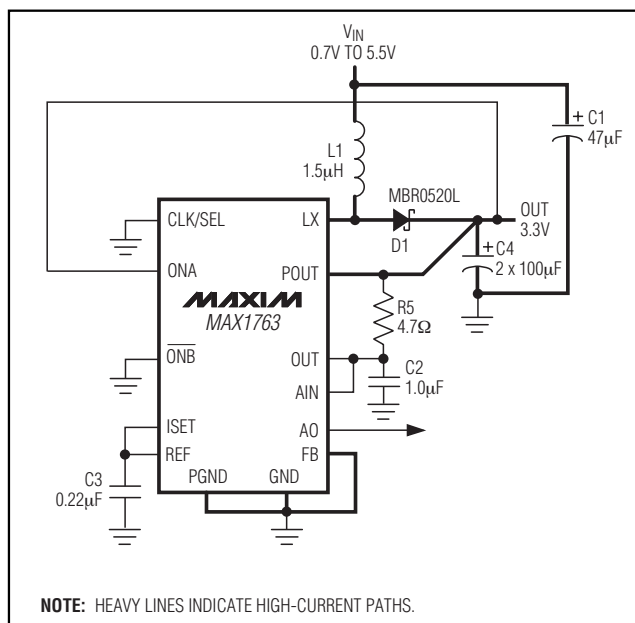 VIN
0.7V TO 5.5V
C1
+
47µF
L1
1.5µH
MBR0520L
OUT
3.3V
D1
+
C4
2 x 100µF
CLK/SEL
LX
ONA
POUT
MAXIM
MAX1763
R5
4.7Ω
ONB
OUT
C2
1.0µF
AIN
ISET
AO
REF
FB
PGND
GND
C3
0.22µF
NOTE: HEAVY LINES INDICATE HIGH-CURRENT PATHS.